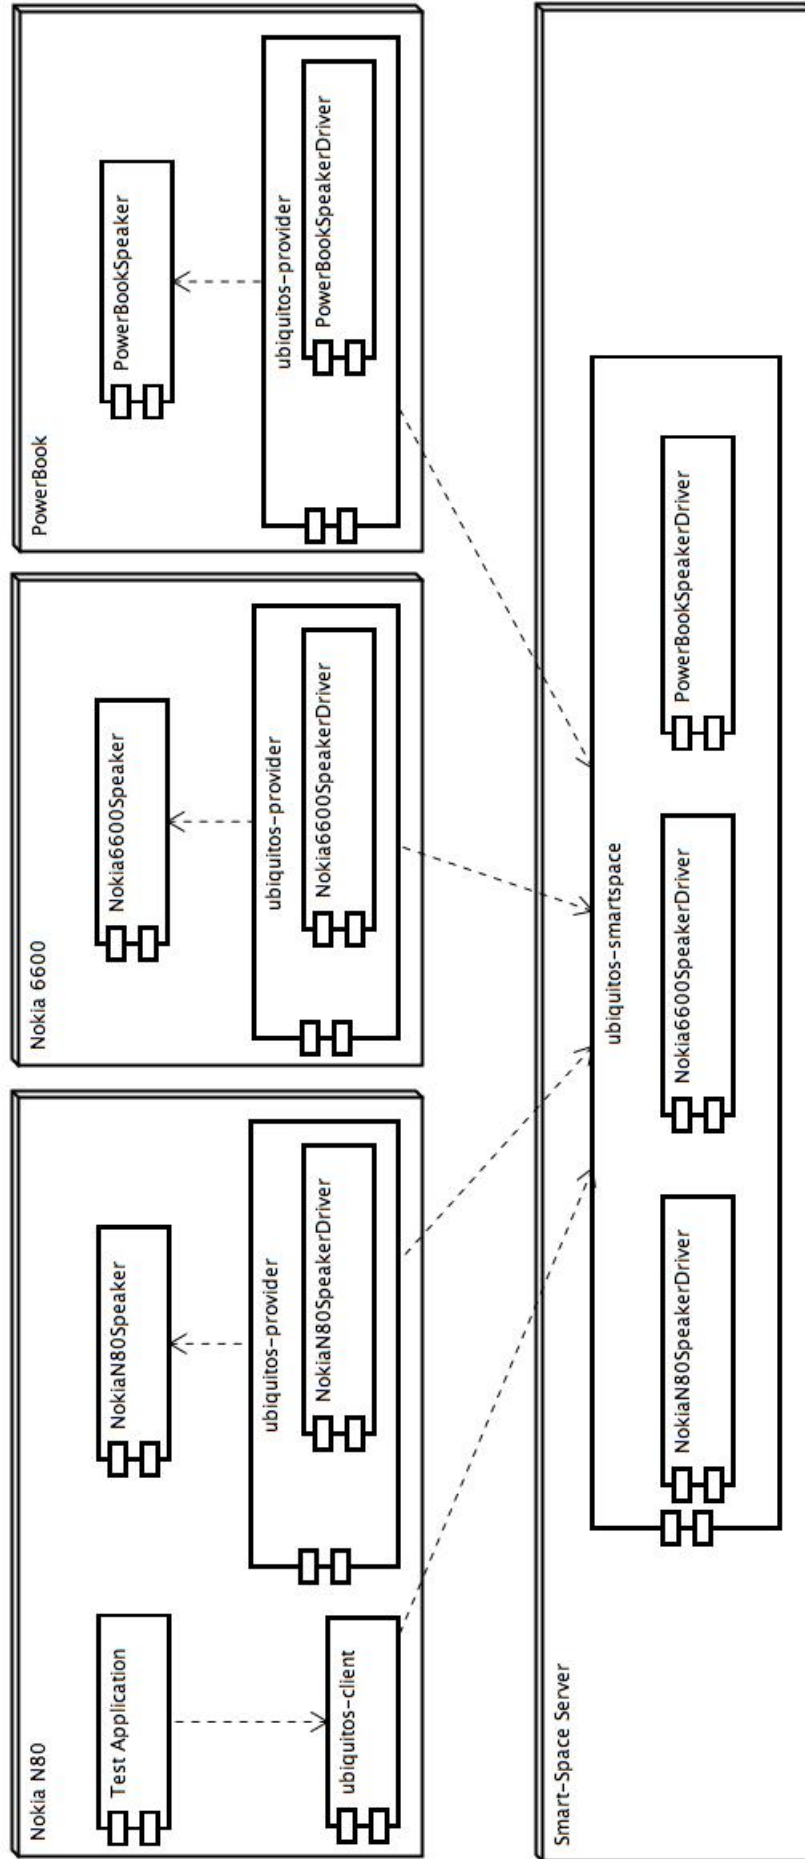 Nokia N80
Test Application
ubiquitos-client
NokiaN80Speaker
ubiquitos-provider
NokiaN80SpeakerDriver
Nokia 6600
Nokia6600Speaker
ubiquitos-provider
Nokia6600SpeakerDriver
PowerBook
PowerBookSpeaker
ubiquitos-provider
PowerBookSpeakerDriver
Smart-Space Server
ubiquitos-smartspace
NokiaN80SpeakerDriver
Nokia6600SpeakerDriver
PowerBookSpeakerDriver